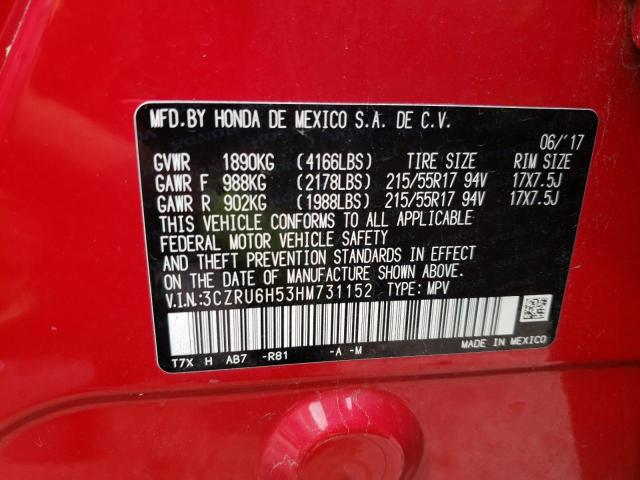 MFD.BY HONDA DE MEXICO S.A. DE C.V.
06/'17
GVWR 1890KG (4166LBS) TIRE SIZE RIM SIZE
GAWR F 988KG (2178LBS) 215/55R17 94V 17X7.5J
GAWR R 902KG (1988LBS) 215/55R17 94V 17X7.5J
THIS VEHICLE CONFORMS TO ALL APPLICABLE
FEDERAL MOTOR VEHICLE SAFETY
AND THEFT PREVENTION STANDARDS IN EFFECT
ON THE DATE OF MANUFACTURE SHOWN ABOVE.
V.I.N.:3CZRU6H53HM731152 TYPE: MPV
T7X H AB7 -R81 -A -M MADE IN MEXICO